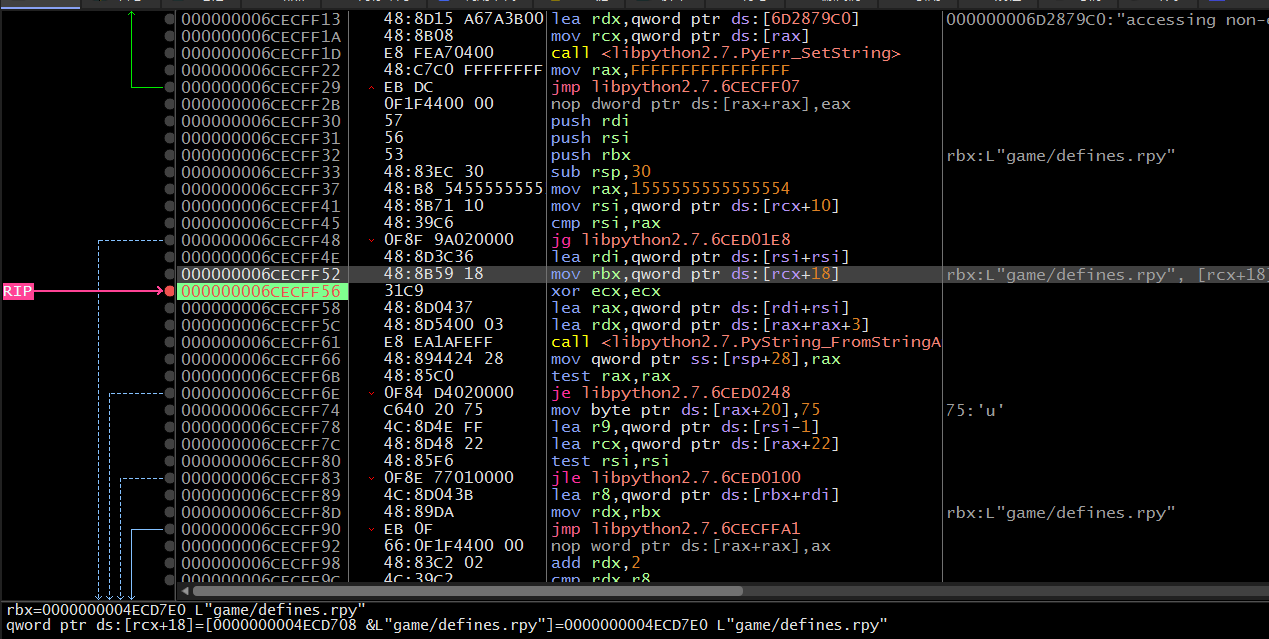 000000006CECFF13 48:8D15 A67A3B00 lea rdx,qword ptr ds:[6D2879C0] 000000006D2879C0:"accessing non-
000000006CECFF1A 48:8B08 mov rcx,qword ptr ds:[rax]
000000006CECFF1D E8 FEA70400 call <libpython2.7.PyErr_SetString>
000000006CECFF22 48:C7C0 FFFFFFFF mov rax,FFFFFFFFFFFFFFFF
000000006CECFF29 EB DC jmp libpython2.7.6CECFF07
000000006CECFF2B 0F1F4400 00 nop dword ptr ds:[rax+rax],eax
000000006CECFF30 57 push rdi
000000006CECFF31 56 push rsi
000000006CECFF32 53 push rbx rbx:L"game/defines.rpy"
000000006CECFF33 48:83EC 30 sub rsp,30
000000006CECFF37 48:B8 5455555555 mov rax,1555555555555554
000000006CECFF41 48:8B71 10 mov rsi,qword ptr ds:[rcx+10]
000000006CECFF45 48:39C6 cmp rsi,rax
000000006CECFF48 0F8F 9A020000 jg libpython2.7.6CED01E8
000000006CECFF4E 48:8D3C36 lea rdi,qword ptr ds:[rsi+rsi]
000000006CECFF52 48:8B59 18 mov rbx,qword ptr ds:[rcx+18] rbx:L"game/defines.rpy", [rcx+18]
RIP 000000006CECFF56 31C9 xor ecx,ecx
000000006CECFF58 48:8D0437 lea rax,qword ptr ds:[rdi+rsi]
000000006CECFF5C 48:8D5400 03 lea rdx,qword ptr ds:[rax+rax+3]
000000006CECFF61 E8 EA1AFEFF call <libpython2.7.PyString_FromStringA
000000006CECFF66 48:894424 28 mov qword ptr ss:[rsp+28],rax
000000006CECFF6B 48:85C0 test rax,rax
000000006CECFF6E 0F84 D4020000 je libpython2.7.6CED0248
000000006CECFF74 C640 20 75 mov byte ptr ds:[rax+20],75 75:'u'
000000006CECFF78 4C:8D4E FF lea r9,qword ptr ds:[rsi-1]
000000006CECFF7C 48:8D48 22 lea rcx,qword ptr ds:[rax+22]
000000006CECFF80 48:85F6 test rsi,rsi
000000006CECFF83 0F8E 77010000 jle libpython2.7.6CED0100
000000006CECFF89 4C:8D043B lea r8,qword ptr ds:[rbx+rdi]
000000006CECFF8D 48:89DA mov rdx,rbx rbx:L"game/defines.rpy"
000000006CECFF90 EB 0F jmp libpython2.7.6CECFFA1
000000006CECFF92 66:0F1F4400 00 nop word ptr ds:[rax+rax],ax
000000006CECFF98 48:83C2 02 add rdx,2
000000006CECFF9C 4C:39C2 cmp rdx,r8
rbx=0000000004ECD7E0 L"game/defines.rpy"
qword ptr ds:[rcx+18]=[0000000004ECD708 &L"game/defines.rpy"]=0000000004ECD7E0 L"game/defines.rpy"